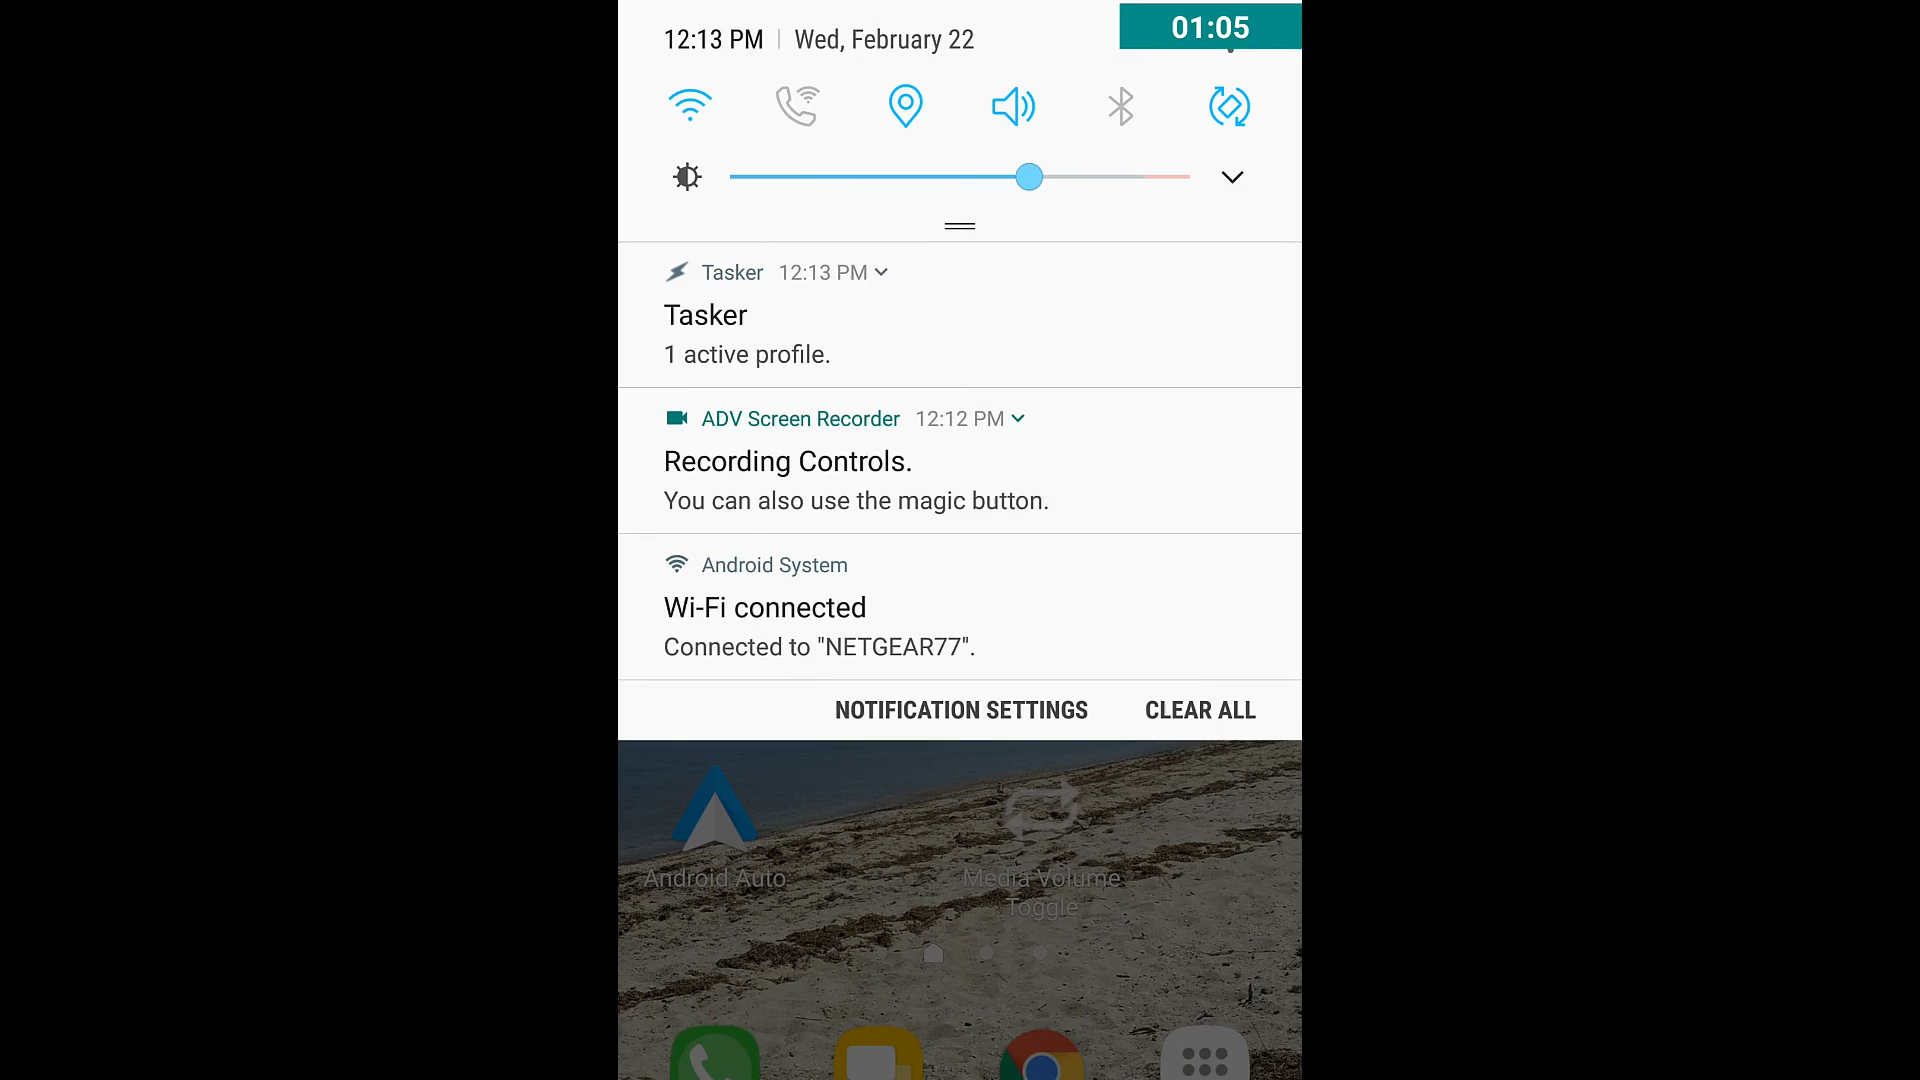 12:13 PM | Wed, February 22
01:05
Tasker 12:13 PM
Tasker
1 active profile.
ADV Screen Recorder 12:12 PM
Recording Controls.
You can also use the magic button.
Android System
Wi-Fi connected
Connected to "NETGEAR77".
NOTIFICATION SETTINGS CLEAR ALL
Android Auto
Media Volume
Toggle